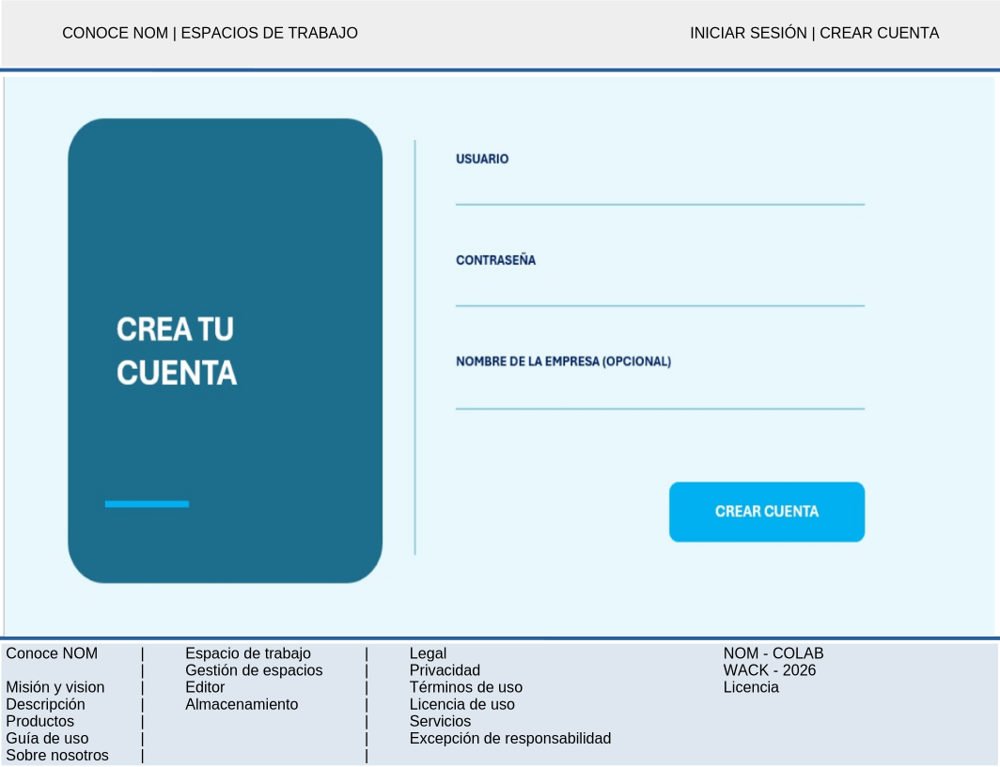 CONOCE NOM | ESPACIOS DE TRABAJO
INICIAR SESIÓN | CREAR CUENTA
CREA TU
CUENTA
USUARIO
CONTRASEÑA
NOMBRE DE LA EMPRESA (OPCIONAL)
CREAR CUENTA
Conoce NOM | Espacio de trabajo | Legal NOM - COLAB
| Gestión de espacios | Privacidad WACK - 2026
Misión y vision | Editor | Términos de uso Licencia
Descripción | Almacenamiento | Licencia de uso
Productos | | Servicios
Guía de uso | | Excepción de responsabilidad
Sobre nosotros | |